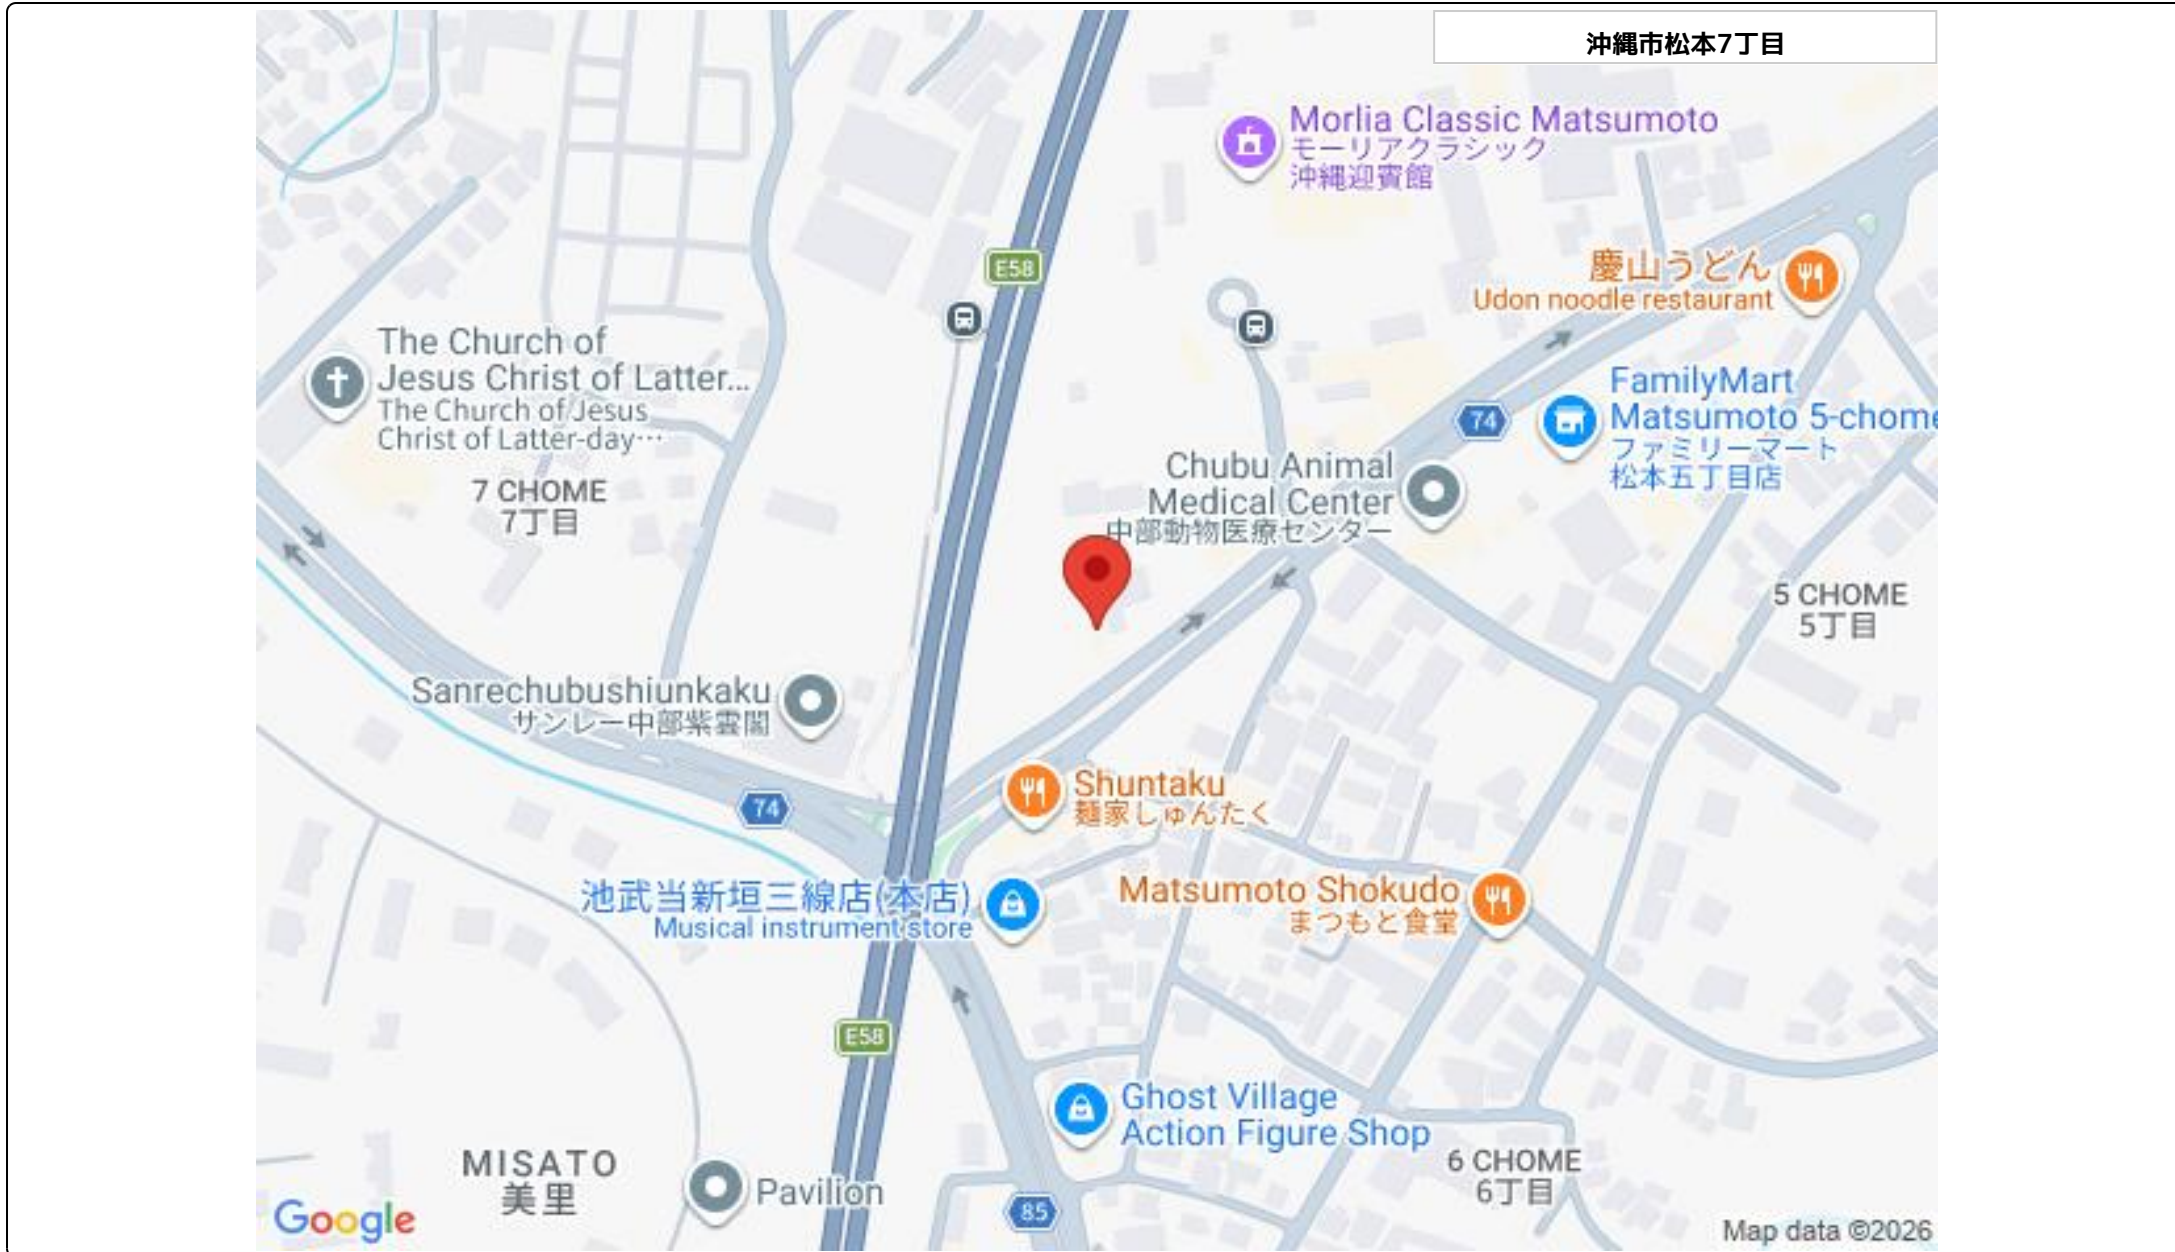 沖縄市松本7丁目
Morlia Classic Matsumoto
モーリアクラシック
沖縄迎賓館
E58
慶山うどん
Udon noodle restaurant
The Church of
Jesus Christ of Latter...
The Church of Jesus
Christ of Latter-day…
FamilyMart
Matsumoto 5-chome
ファミリーマート
松本五丁目店
74
Chubu Animal
Medical Center
中部動物医療センター
7 CHOME
7丁目
5 CHOME
5丁目
Sanrechubushiunkaku
サンレー中部紫雲閣
Shuntaku
麺家しゅんたく
74
池武当新垣三線店(本店)
Musical instrument store
Matsumoto Shokudo
まつもと食堂
E58
Ghost Village
Action Figure Shop
MISATO
美里
Pavilion
6 CHOME
6丁目
85
Google
Map data ©2026